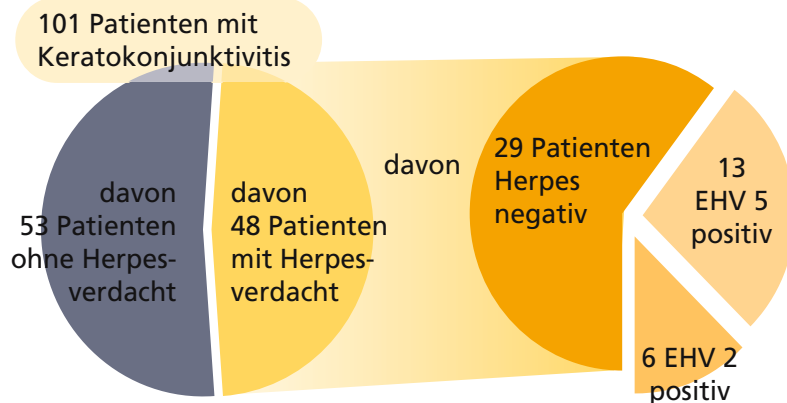 101 Patienten mit
Keratokonjunktivitis
davon
53 Patienten
ohne Herpes-
verdacht
davon
48 Patienten
mit Herpes-
verdacht
davon
29 Patienten
Herpes
negativ
13
EHV 5
positiv
6 EHV 2
positiv